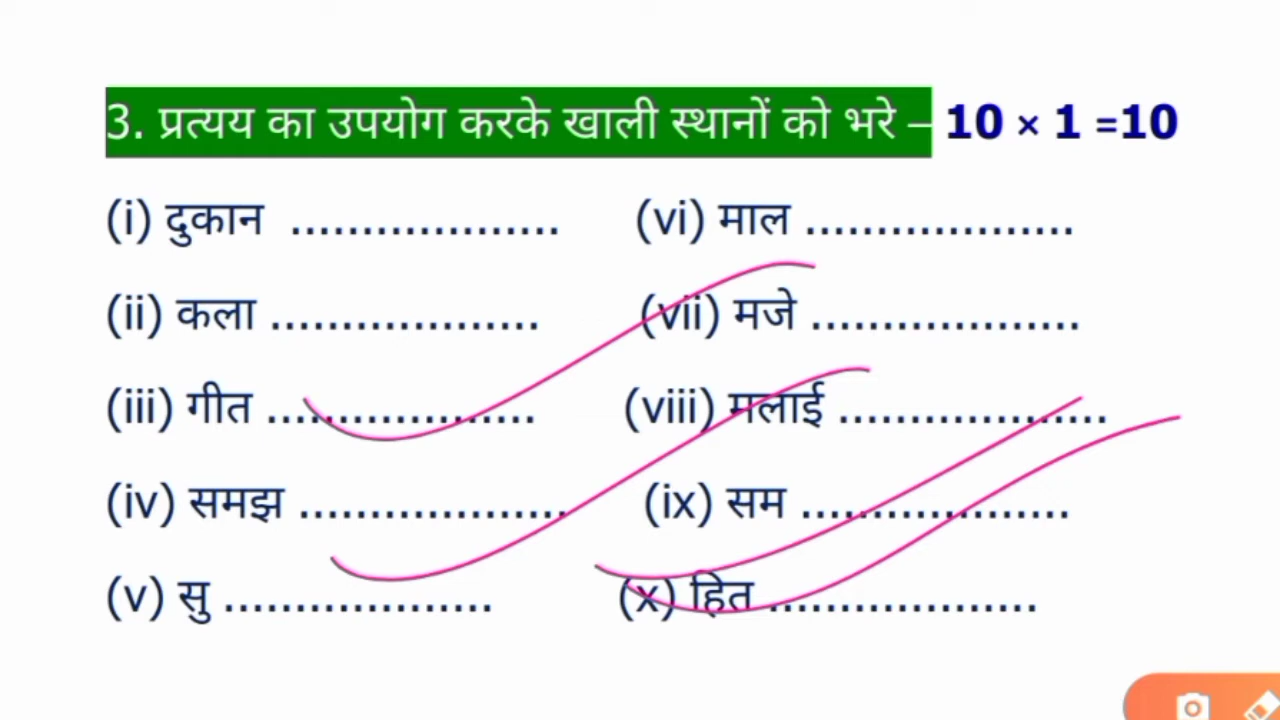 3. प्रत्यय का उपयोग करके खाली स्थानों को भरे – 10 × 1 =10
(i) दुकान ................... (vi) माल ...................
(ii) कला ................... (vii) मजे ...................
(iii) गीत ................... (viii) मलाई ...................
(iv) समझ ................... (ix) सम ...................
(v) सु ................... (x) हित ...................